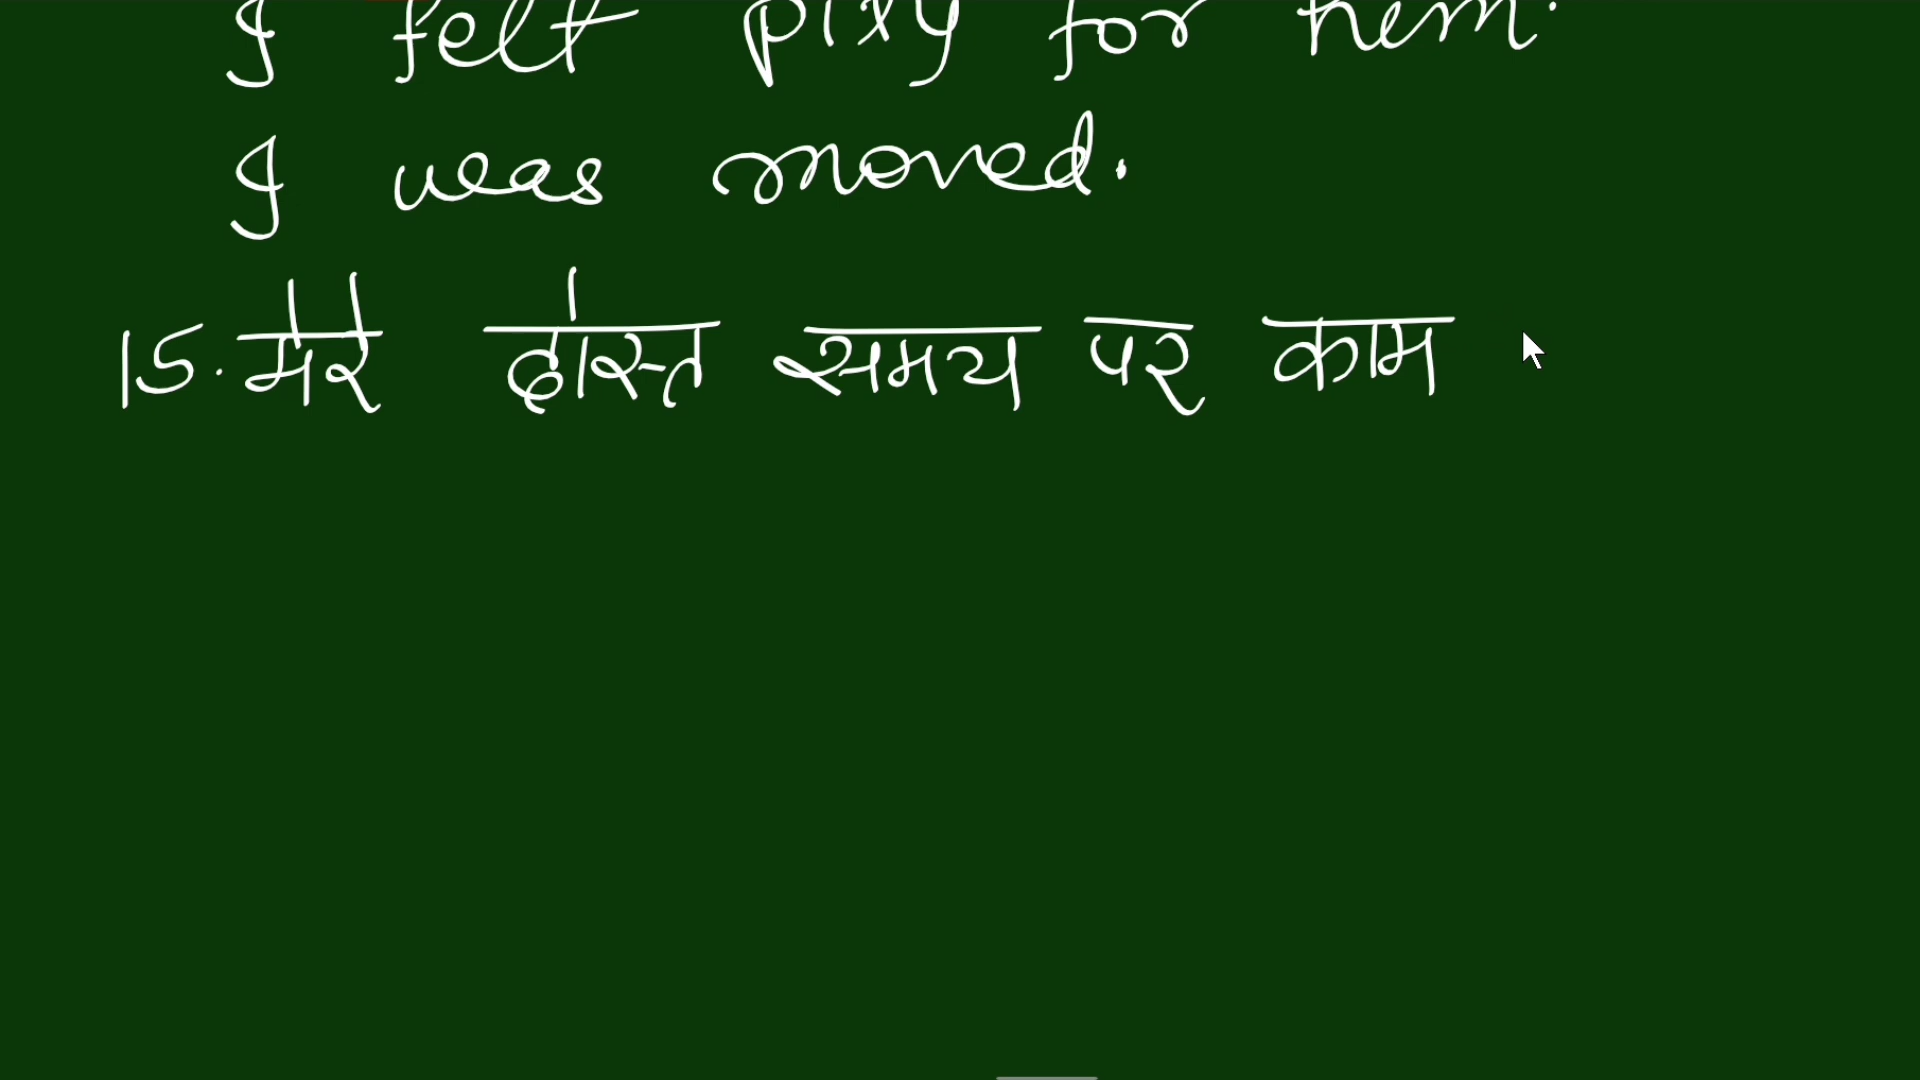 I felt pity for him.
I was moved.
15. मेरे दोस्त समय पर काम